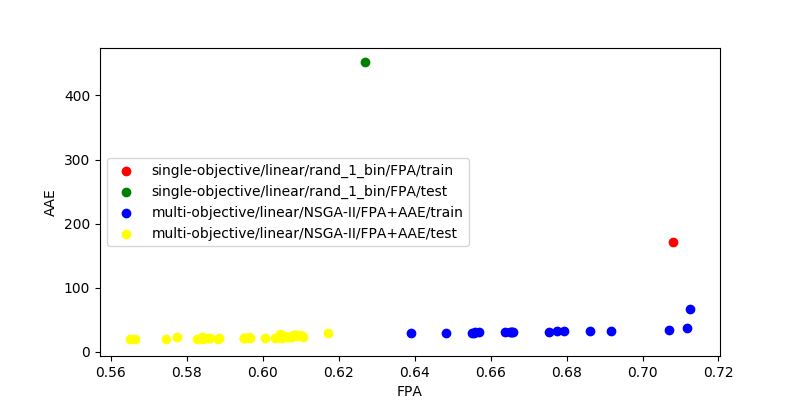 400
300
200
100
0
AAE
single-objective/linear/rand_1_bin/FPA/train
single-objective/linear/rand_1_bin/FPA/test
multi-objective/linear/NSGA-II/FPA+AAE/train
multi-objective/linear/NSGA-II/FPA+AAE/test
0.56 0.58 0.60 0.62 0.64 0.66 0.68 0.70 0.72
FPA